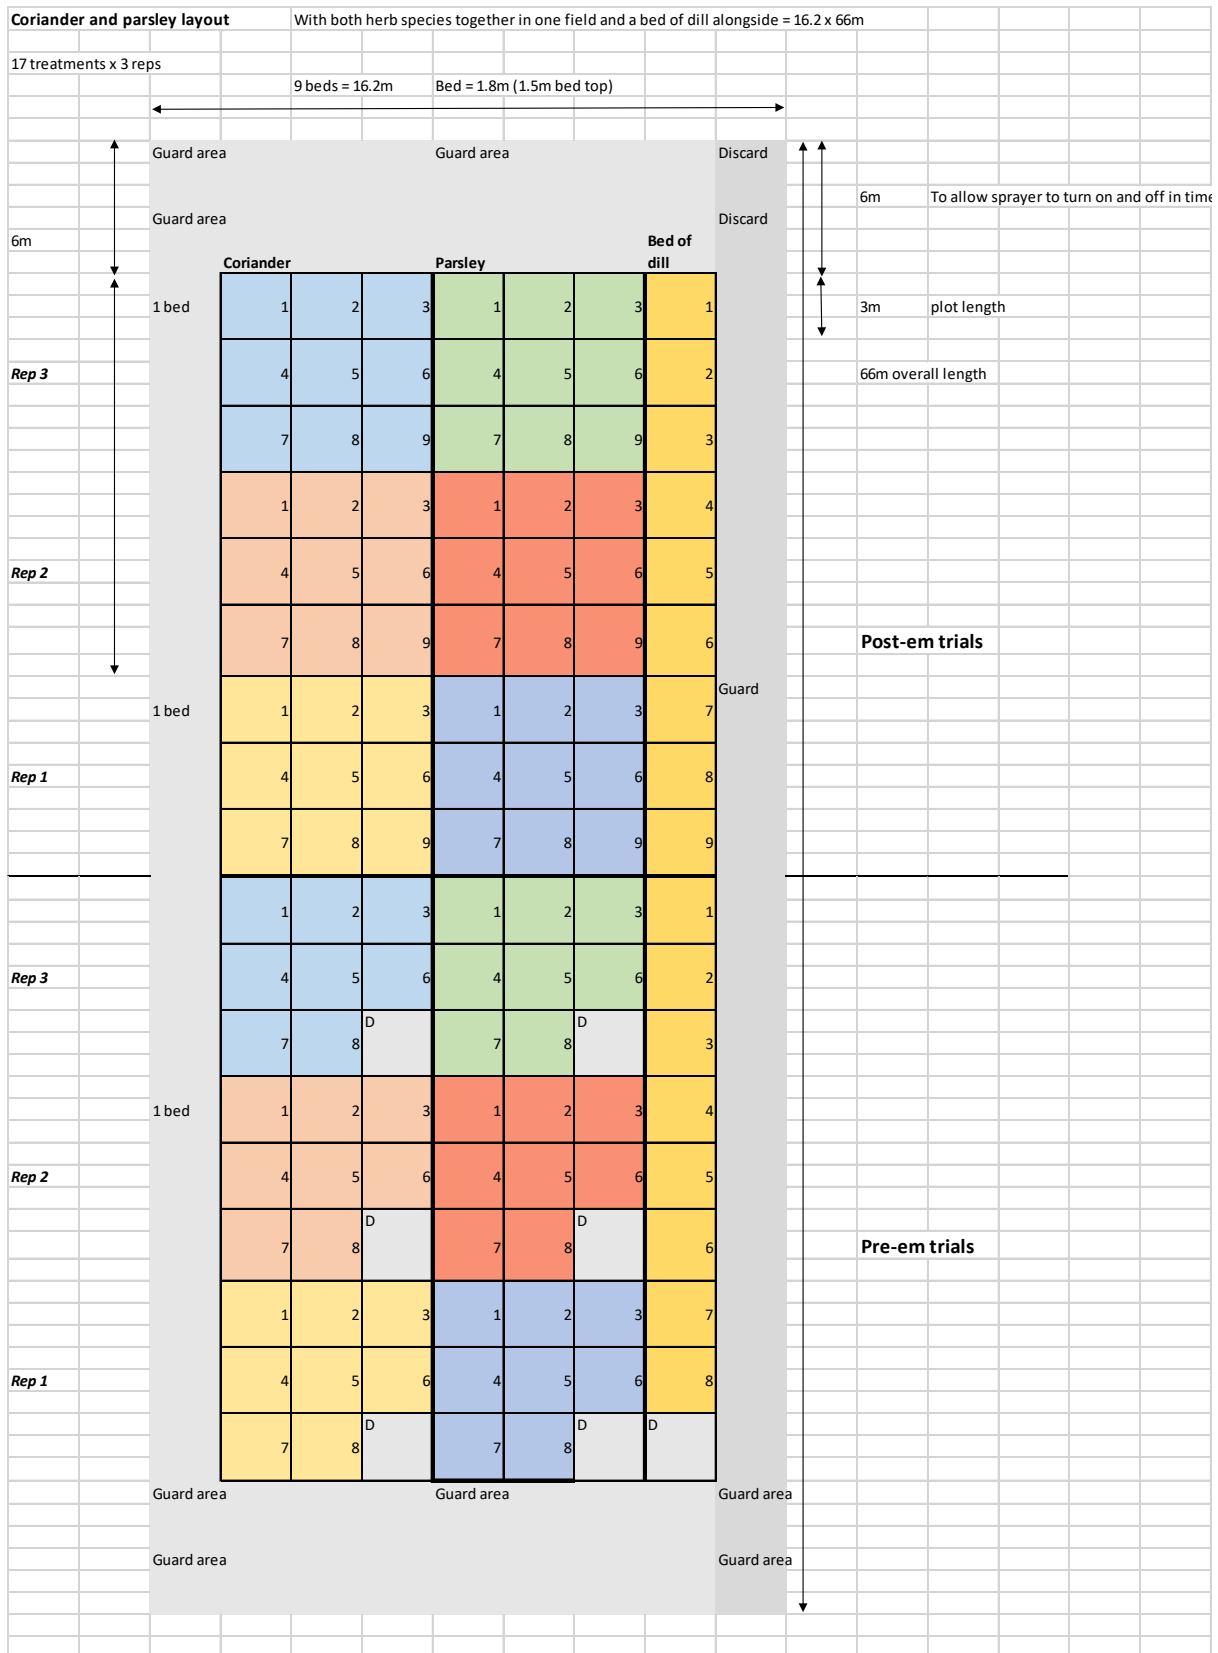 Coriander and parsley layout With both herb species together in one field and a bed of dill alongside = 16.2 x 66m
17 treatments x 3 reps
9 beds = 16.2m Bed = 1.8m (1.5m bed top)
Guard area Guard area Discard
6m To allow sprayer to turn on and off in time
Guard area Discard
6m Bed of
Coriander Parsley dill
1 bed 1 2 3 1 2 3 1 3m plot length
Rep 3 4 5 6 4 5 6 2 66m overall length
7 8 9 7 8 9 3
1 2 3 1 2 3 4
Rep 2 4 5 6 4 5 6 5
7 8 9 7 8 9 6 Post-em trials
Guard
1 bed 1 2 3 1 2 3 7
Rep 1 4 5 6 4 5 6 8
7 8 9 7 8 9 9
1 2 3 1 2 3 1
Rep 3 4 5 6 4 5 6 2
7 8 D 7 8 D 3
1 bed 1 2 3 1 2 3 4
Rep 2 4 5 6 4 5 6 5
7 8 D 7 8 D 6 Pre-em trials
1 2 3 1 2 3 7
Rep 1 4 5 6 4 5 6 8
7 8 D 7 8 D D
Guard area Guard area Guard area
Guard area Guard area